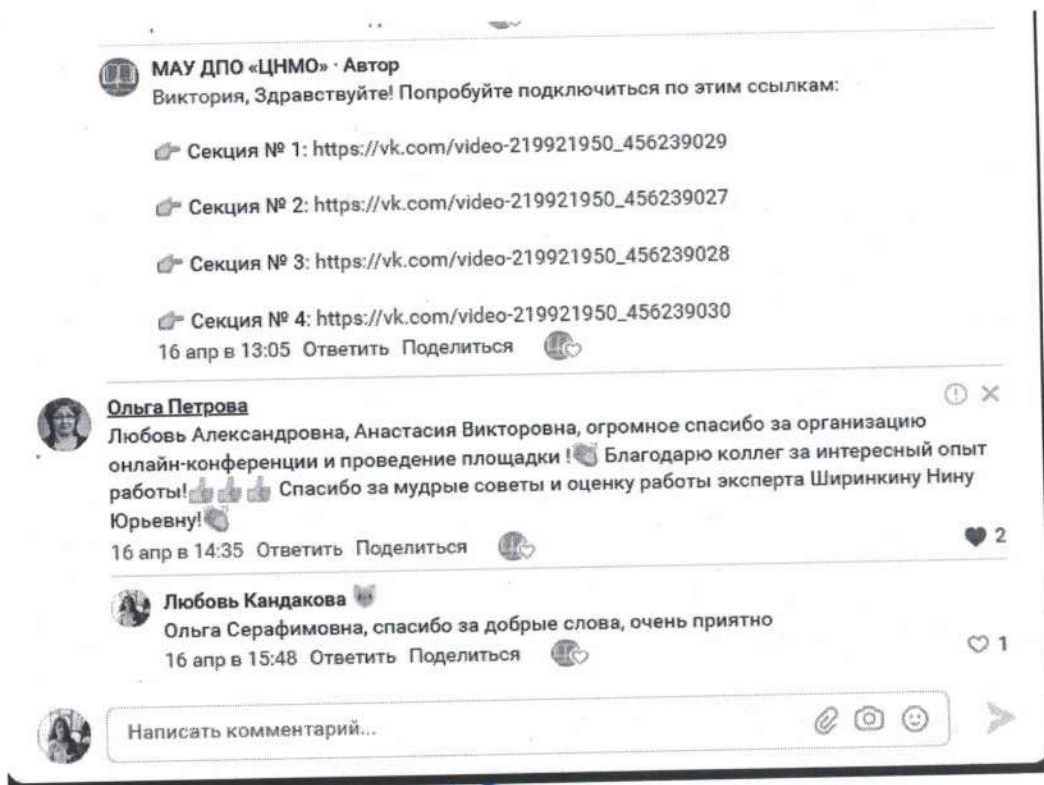 МАУ ДПО «ЦНМО» · Автор
Виктория, Здравствуйте! Попробуйте подключиться по этим ссылкам:
👉 Секция № 1: https://vk.com/video-219921950_456239029
👉 Секция № 2: https://vk.com/video-219921950_456239027
👉 Секция № 3: https://vk.com/video-219921950_456239028
👉 Секция № 4: https://vk.com/video-219921950_456239030
16 апр в 13:05 Ответить Поделиться
Ольга Петрова
Любовь Александровна, Анастасия Викторовна, огромное спасибо за организацию
онлайн-конференции и проведение площадки !👏 Благодарю коллег за интересный опыт
работы!👍👍👍 Спасибо за мудрые советы и оценку работы эксперта Ширинкину Нину
Юрьевну!👏
16 апр в 14:35 Ответить Поделиться
2
Любовь Кандакова
Ольга Серафимовна, спасибо за добрые слова, очень приятно
16 апр в 15:48 Ответить Поделиться
1
Написать комментарий...